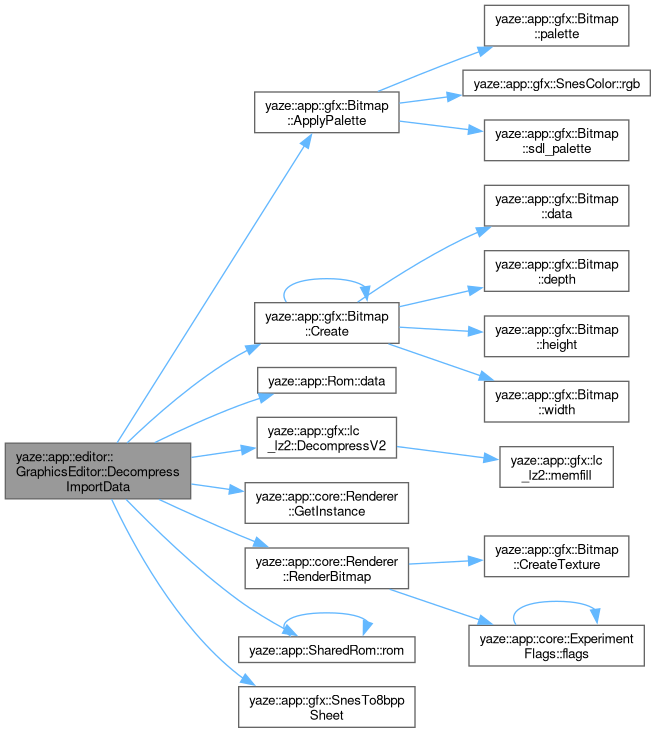 yaze::app::gfx::Bitmap
::palette
yaze::app::gfx::SnesColor::rgb
yaze::app::gfx::Bitmap
::ApplyPalette
yaze::app::gfx::Bitmap
::sdl_palette
yaze::app::gfx::Bitmap
::data
yaze::app::gfx::Bitmap
::depth
yaze::app::gfx::Bitmap
::Create
yaze::app::gfx::Bitmap
::height
yaze::app::Rom::data
yaze::app::gfx::Bitmap
::width
yaze::app::gfx::lc
_lz2::DecompressV2
yaze::app::editor::
GraphicsEditor::Decompress
ImportData
yaze::app::gfx::lc
_lz2::memfill
yaze::app::core::Renderer
::GetInstance
yaze::app::core::Renderer
::RenderBitmap
yaze::app::gfx::Bitmap
::CreateTexture
yaze::app::SharedRom::rom
yaze::app::core::Experiment
Flags::flags
yaze::app::gfx::SnesTo8bpp
Sheet